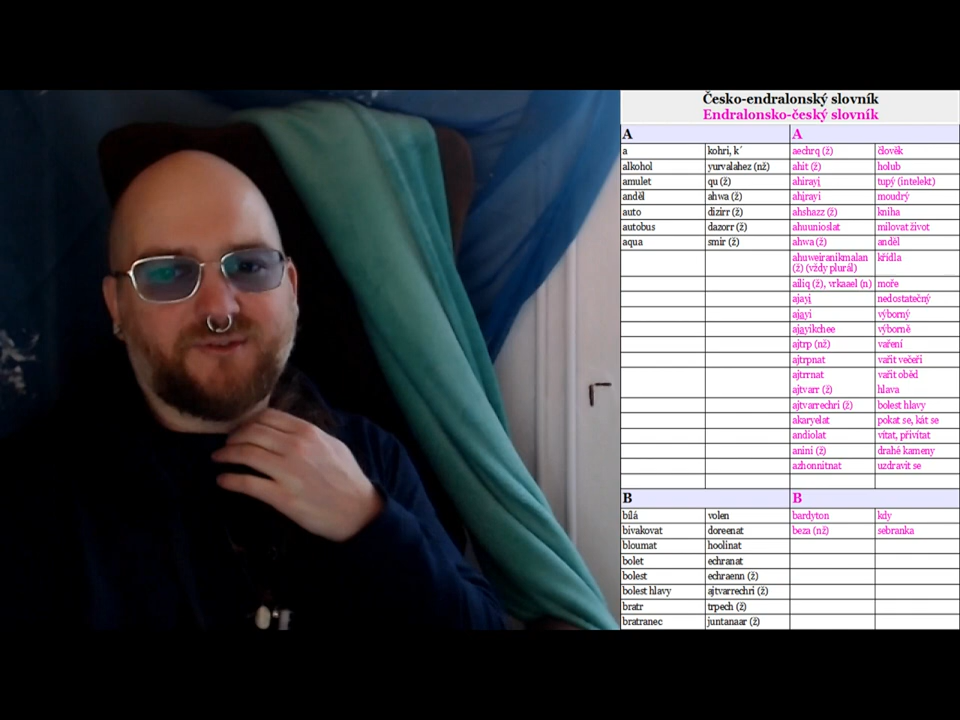 Česko-endralonský slovník
Endralonsko-český slovník
A A
a kohri, k´ aechrq (ž) člověk
alkohol yurvalahez (nž) ahit (ž) holub
amulet qu (ž) ahirayi tupý (intelekt)
anděl ahwa (ž) ahirayi moudrý
auto dizirr (ž) ahshazz (ž) kniha
autobus dazorr (ž) ahuunioslat milovat život
aqua smir (ž) ahwa (ž) anděl
ahuweiranikmalan křídla
(ž) (vždy plurál)
ailiq (ž), vrkaael (n) moře
ajayi nedostatečný
ajayi výborný
ajayikchee výborně
ajtrp (nž) vaření
ajtrpnat vařit večeři
ajtrrnat vařit oběd
ajtvarr (ž) hlava
ajtvarrechri (ž) bolest hlavy
akaryelat pokat se, kát se
andiolat vítat, přivítat
anini (ž) drahé kameny
azhonnitnat uzdravit se
B B
bílá volen bardyton kdy
bivakovat doreenat beza (nž) sebranka
bloumat hoolinat
bolet echranat
bolest echraenn (ž)
bolest hlavy ajtvarrechri (ž)
bratr trpech (ž)
bratranec juntanaar (ž)